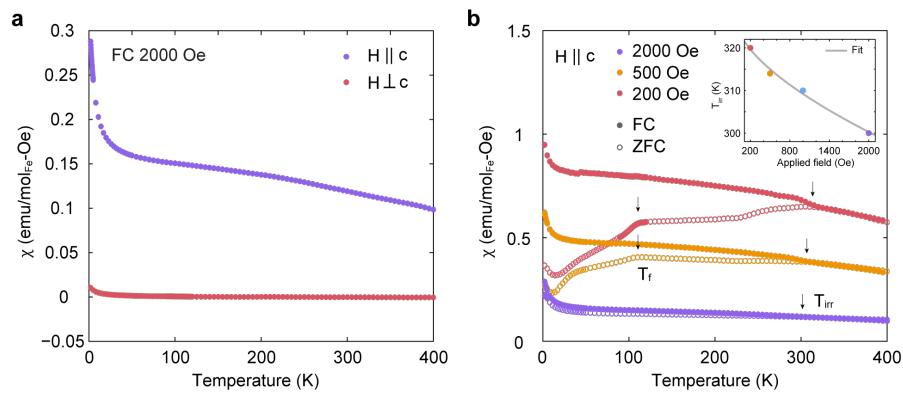 a
FC 2000 Oe
H || c
H⊥c
χ (emu/mol_Fe-Oe)
0.3
0.25
0.2
0.15
0.1
0.05
0
−0.05
0 100 200 300 400
Temperature (K)
b
H || c
2000 Oe
500 Oe
200 Oe
FC
ZFC
χ (emu/mol_Fe-Oe)
1.5
1
0.5
0
T_f
T_irr
0 100 200 300 400
Temperature (K)
Fit
T_irr (K)
320
310
300
200 600 1000 1400 2000
Applied field (Oe)